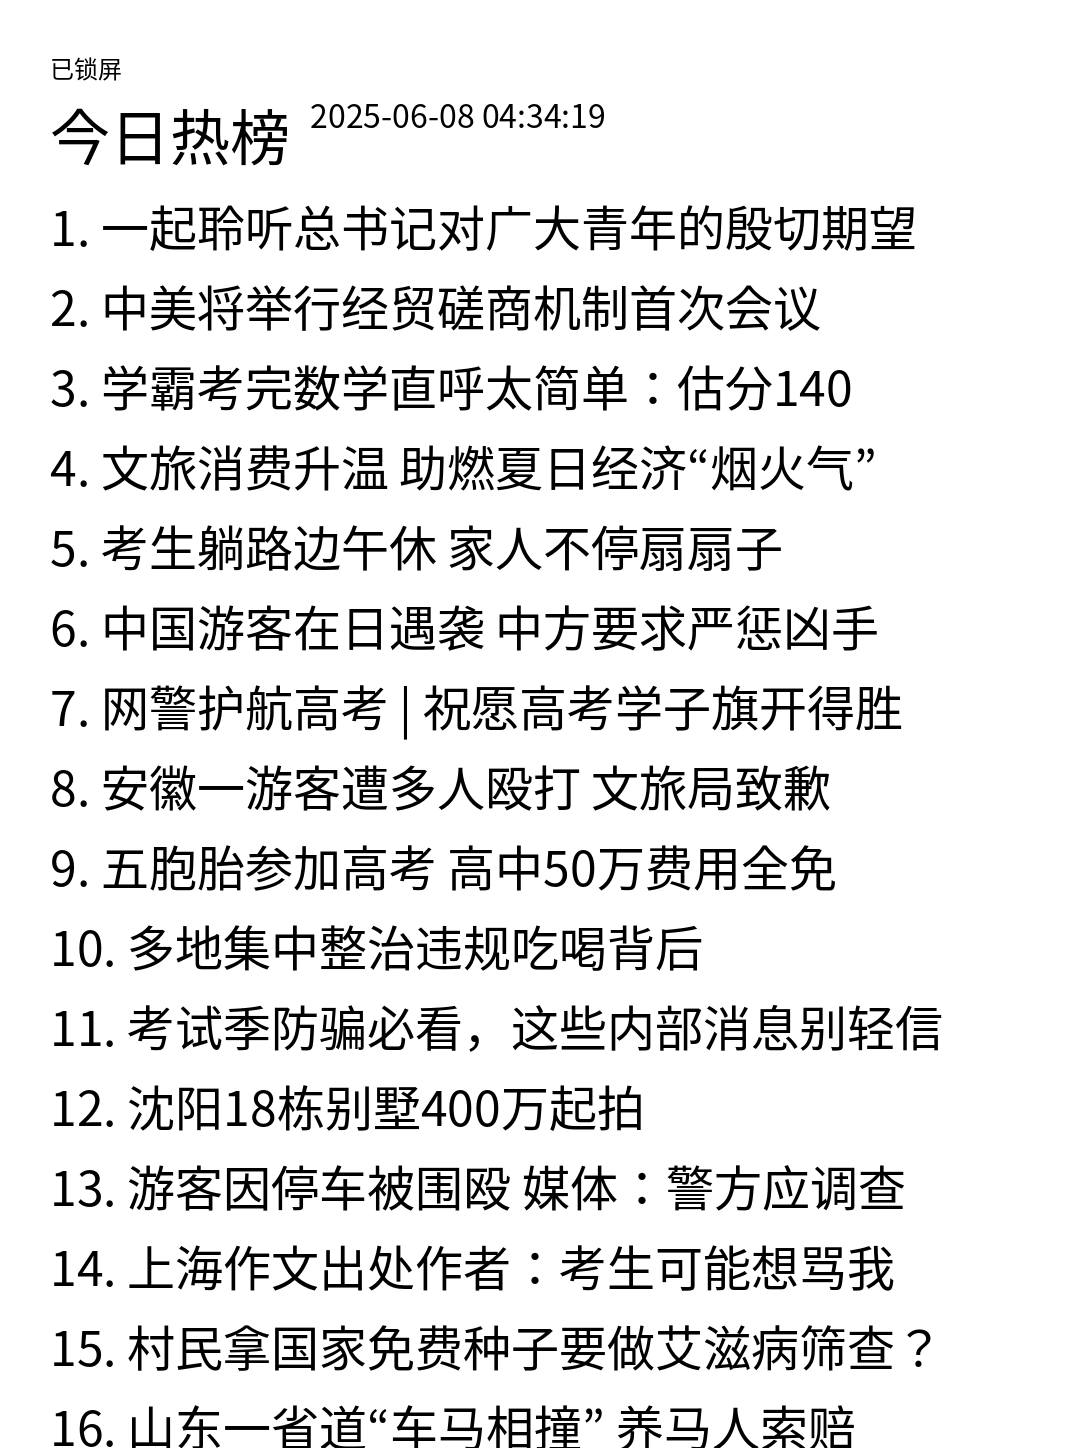 已锁屏
今日热榜 2025-06-08 04:34:19
1. 一起聆听总书记对广大青年的殷切期望
2. 中美将举行经贸磋商机制首次会议
3. 学霸考完数学直呼太简单：估分140
4. 文旅消费升温 助燃夏日经济“烟火气”
5. 考生躺路边午休 家人不停扇扇子
6. 中国游客在日遇袭 中方要求严惩凶手
7. 网警护航高考 | 祝愿高考学子旗开得胜
8. 安徽一游客遭多人殴打 文旅局致歉
9. 五胞胎参加高考 高中50万费用全免
10. 多地集中整治违规吃喝背后
11. 考试季防骗必看，这些内部消息别轻信
12. 沈阳18栋别墅400万起拍
13. 游客因停车被围殴 媒体：警方应调查
14. 上海作文出处作者：考生可能想骂我
15. 村民拿国家免费种子要做艾滋病筛查？
16. 山东一省道“车马相撞” 养马人索赔